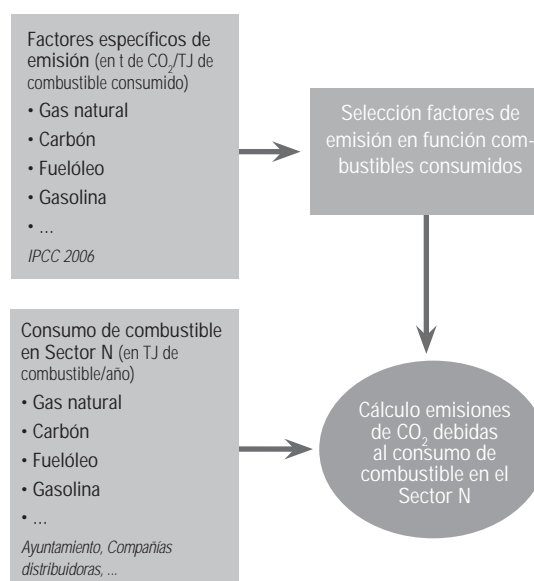 Factores específicos de
emisión (en t de CO₂/TJ de
combustible consumido)
• Gas natural
• Carbón
• Fuelóleo
• Gasolina
• ...
IPCC 2006
Selección factores de
emisión en función com-
bustibles consumidos
Consumo de combustible
en Sector N (en TJ de
combustible/año)
• Gas natural
• Carbón
• Fuelóleo
• Gasolina
• ...
Ayuntamiento, Compañías
distribuidoras, ...
Cálculo emisiones
de CO₂ debidas
al consumo de
combustible en el
Sector N